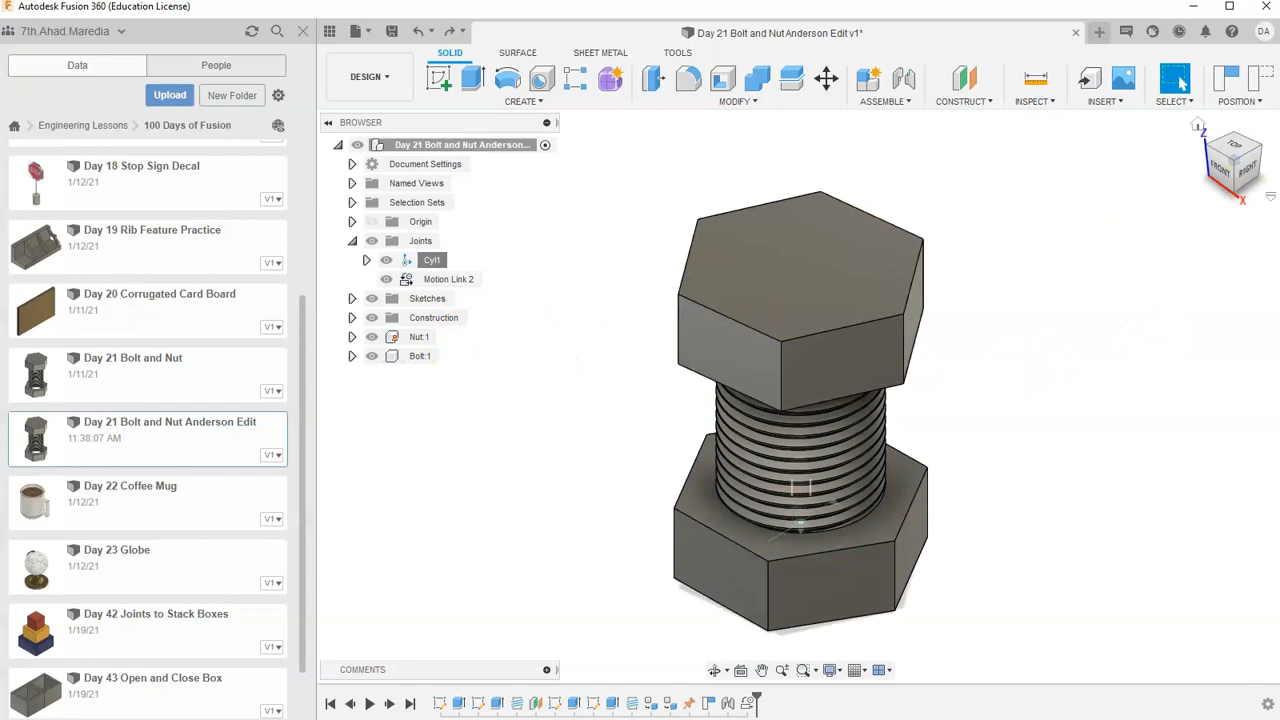 Autodesk Fusion 360 (Education License)
7th.Ahad.Maredia
Day 21 Bolt and Nut Anderson Edit v1*
DA
Data
People
SOLID
SURFACE
SHEET METAL
TOOLS
DESIGN
CREATE
MODIFY
ASSEMBLE
CONSTRUCT
INSPECT
INSERT
SELECT
POSITION
Upload
New Folder
Engineering Lessons
100 Days of Fusion
Day 18 Stop Sign Decal
1/12/21
V1
Day 19 Rib Feature Practice
1/12/21
V1
Day 20 Corrugated Card Board
1/11/21
V1
Day 21 Bolt and Nut
1/11/21
V1
Day 21 Bolt and Nut Anderson Edit
11:38:07 AM
V1
Day 22 Coffee Mug
1/12/21
V1
Day 23 Globe
1/12/21
V1
Day 42 Joints to Stack Boxes
1/19/21
V1
Day 43 Open and Close Box
1/19/21
V1
BROWSER
Day 21 Bolt and Nut Anderson...
Document Settings
Named Views
Selection Sets
Origin
Joints
Cyl1
Motion Link 2
Sketches
Construction
Nut:1
Bolt:1
Z
TOP
FRONT
RIGHT
X
COMMENTS